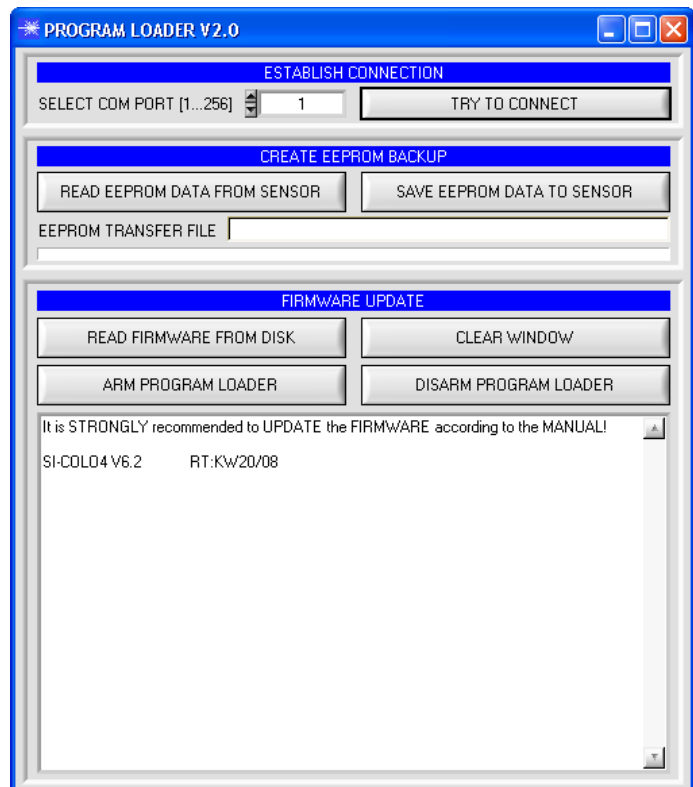 PROGRAM LOADER V2.0
ESTABLISH CONNECTION
SELECT COM PORT [1...256] 1 TRY TO CONNECT
CREATE EEPROM BACKUP
READ EEPROM DATA FROM SENSOR SAVE EEPROM DATA TO SENSOR
EEPROM TRANSFER FILE
FIRMWARE UPDATE
READ FIRMWARE FROM DISK CLEAR WINDOW
ARM PROGRAM LOADER DISARM PROGRAM LOADER
It is STRONGLY recommended to UPDATE the FIRMWARE according to the MANUAL!
SI-COLO4 V6.2 RT:KW20/08